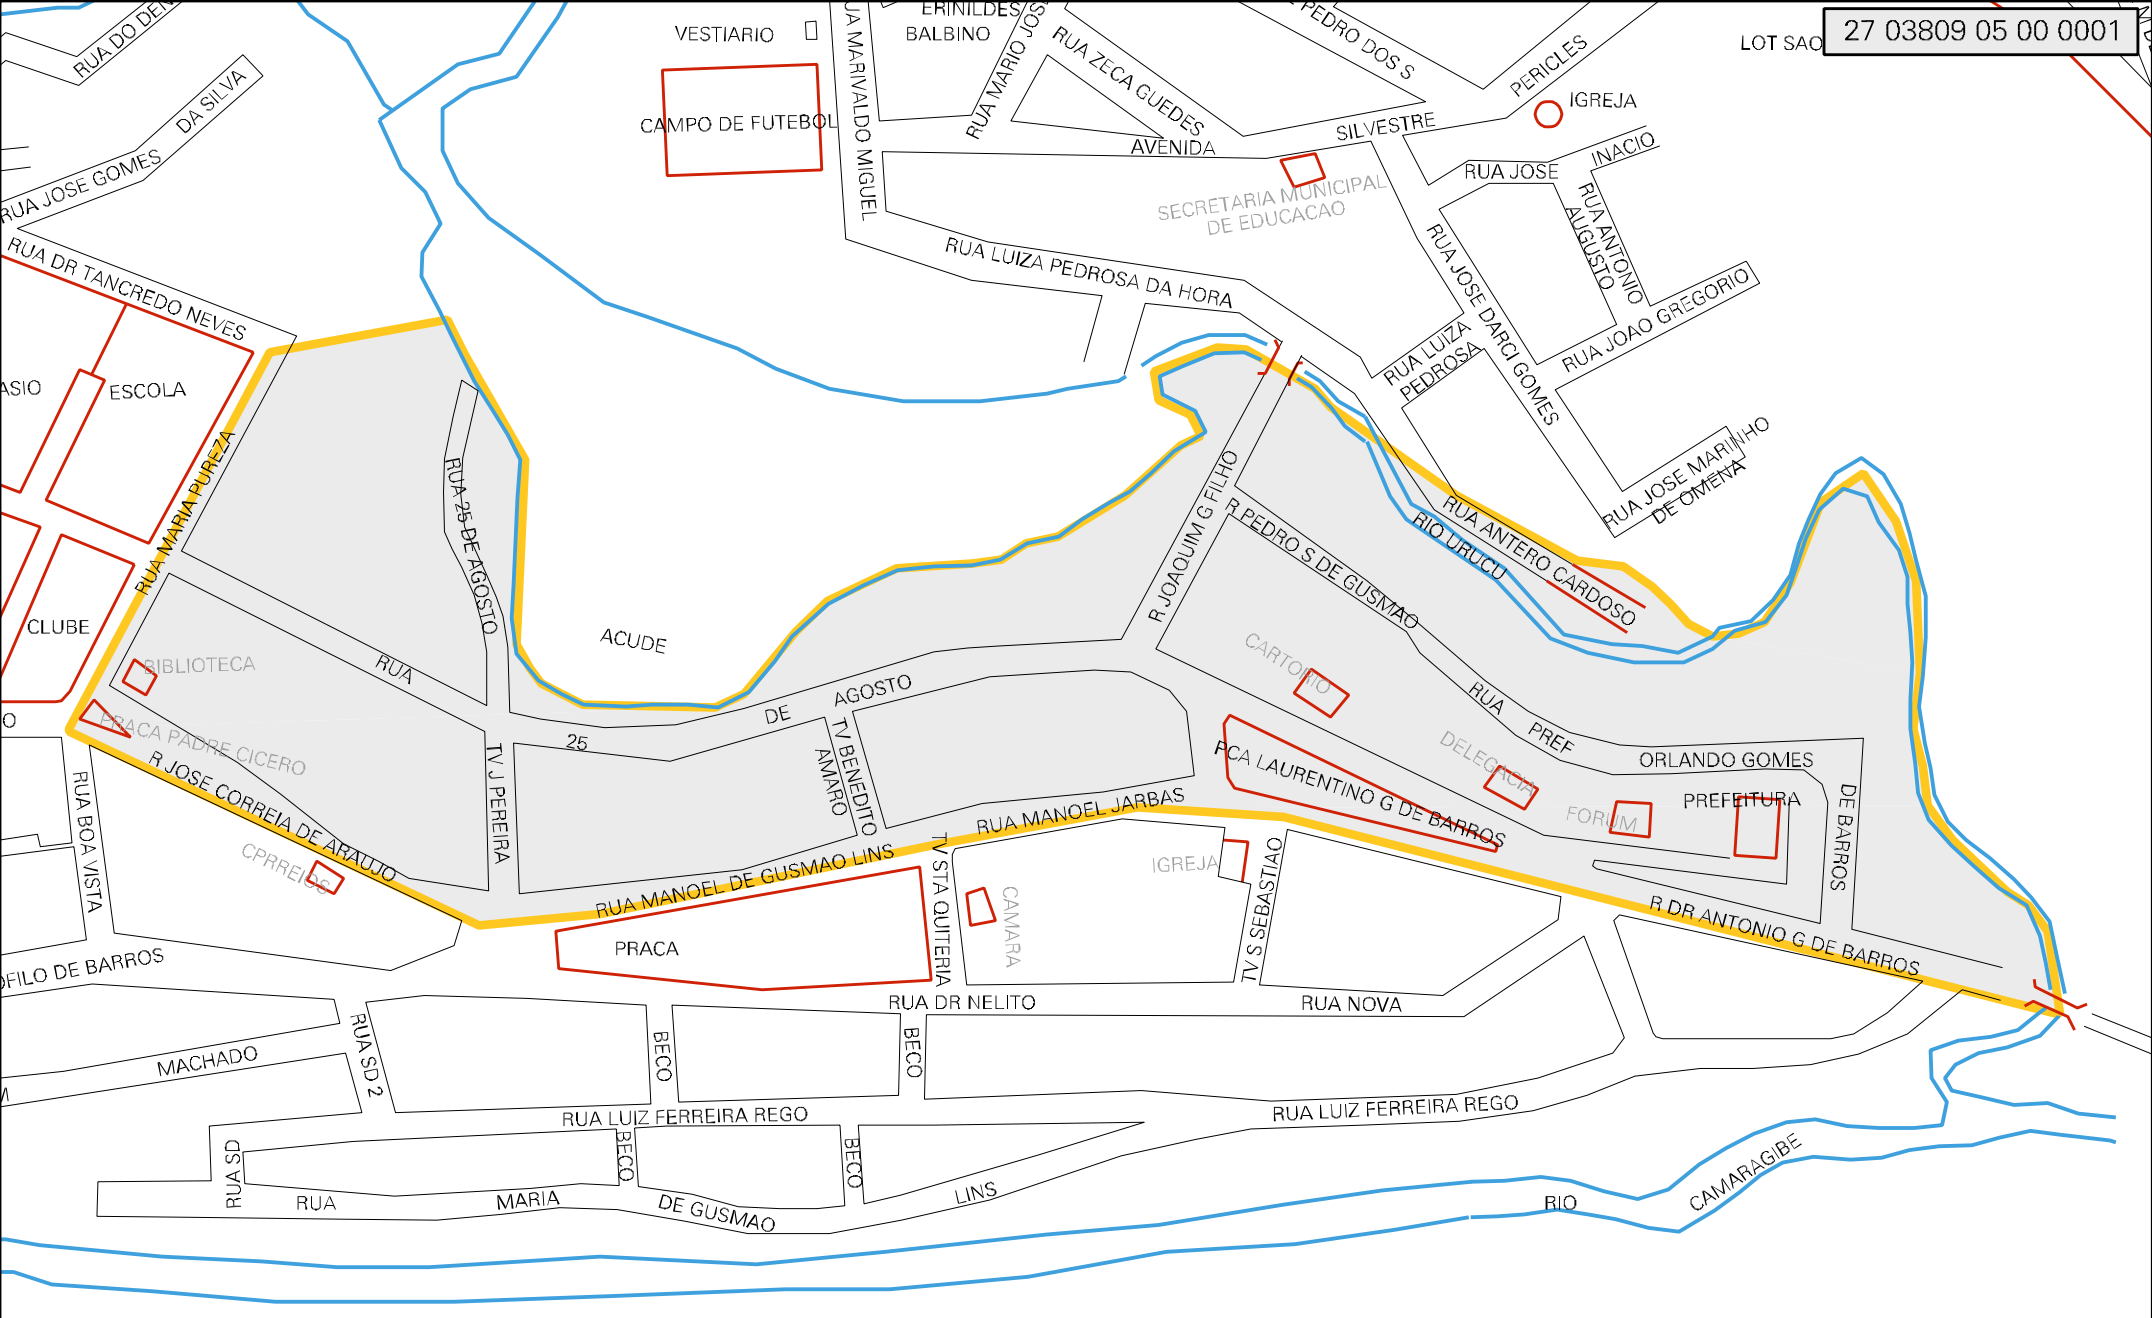 27 03809 05 00 0001
LOT SAO
RUA DO DEN
VESTIARIO
ERINILDES
BALBINO
RUA MARIO JOSE
RUA ZECA GUEDES
PEDRO DOS S
PERICLES
IGREJA
DA SILVA
RUA JOSE GOMES
CAMPO DE FUTEBOL
UA MARIVALDO MIGUEL
AVENIDA
SILVESTRE
SECRETARIA MUNICIPAL
DE EDUCACAO
RUA JOSE
INACIO
RUA ANTONIO
AUGUSTO
RUA DR TANCREDO NEVES
RUA LUIZA PEDROSA DA HORA
RUA JOSE DARCI GOMES
RUA JOAO GREGORIO
RUA LUIZA
PEDROSA
ASIO
ESCOLA
RUA MARIA PUREZA
RUA 25 DE AGOSTO
R JOAQUIM G FILHO
R PEDRO S DE GUSMAO
RUA ANTERO CARDOSO
RIO URUCU
RUA JOSE MARINHO
DE OMENA
CLUBE
ACUDE
BIBLIOTECA
RUA
CARTORIO
O
PRACA PADRE CICERO
25
DE
AGOSTO
RUA
PREF
ORLANDO GOMES
DE BARROS
R JOSE CORREIA DE ARAUJO
RUA BOA VISTA
TV J PEREIRA
TV BENEDITO
AMARO
PCA LAURENTINO G DE BARROS
DELEGACIA
FORUM
PREFEITURA
CPRREIOS
RUA MANOEL DE GUSMAO LINS
RUA MANOEL JARBAS
TV STA QUITERIA
IGREJA
CAMARA
TV S SEBASTIAO
R DR ANTONIO G DE BARROS
PRACA
OFILO DE BARROS
RUA DR NELITO
RUA NOVA
MACHADO
RUA SD 2
BECO
BECO
M
RUA LUIZ FERREIRA REGO
RUA LUIZ FERREIRA REGO
RUA SD
BECO
BECO
RUA
MARIA
DE GUSMAO
LINS
RIO
CAMARAGIBE